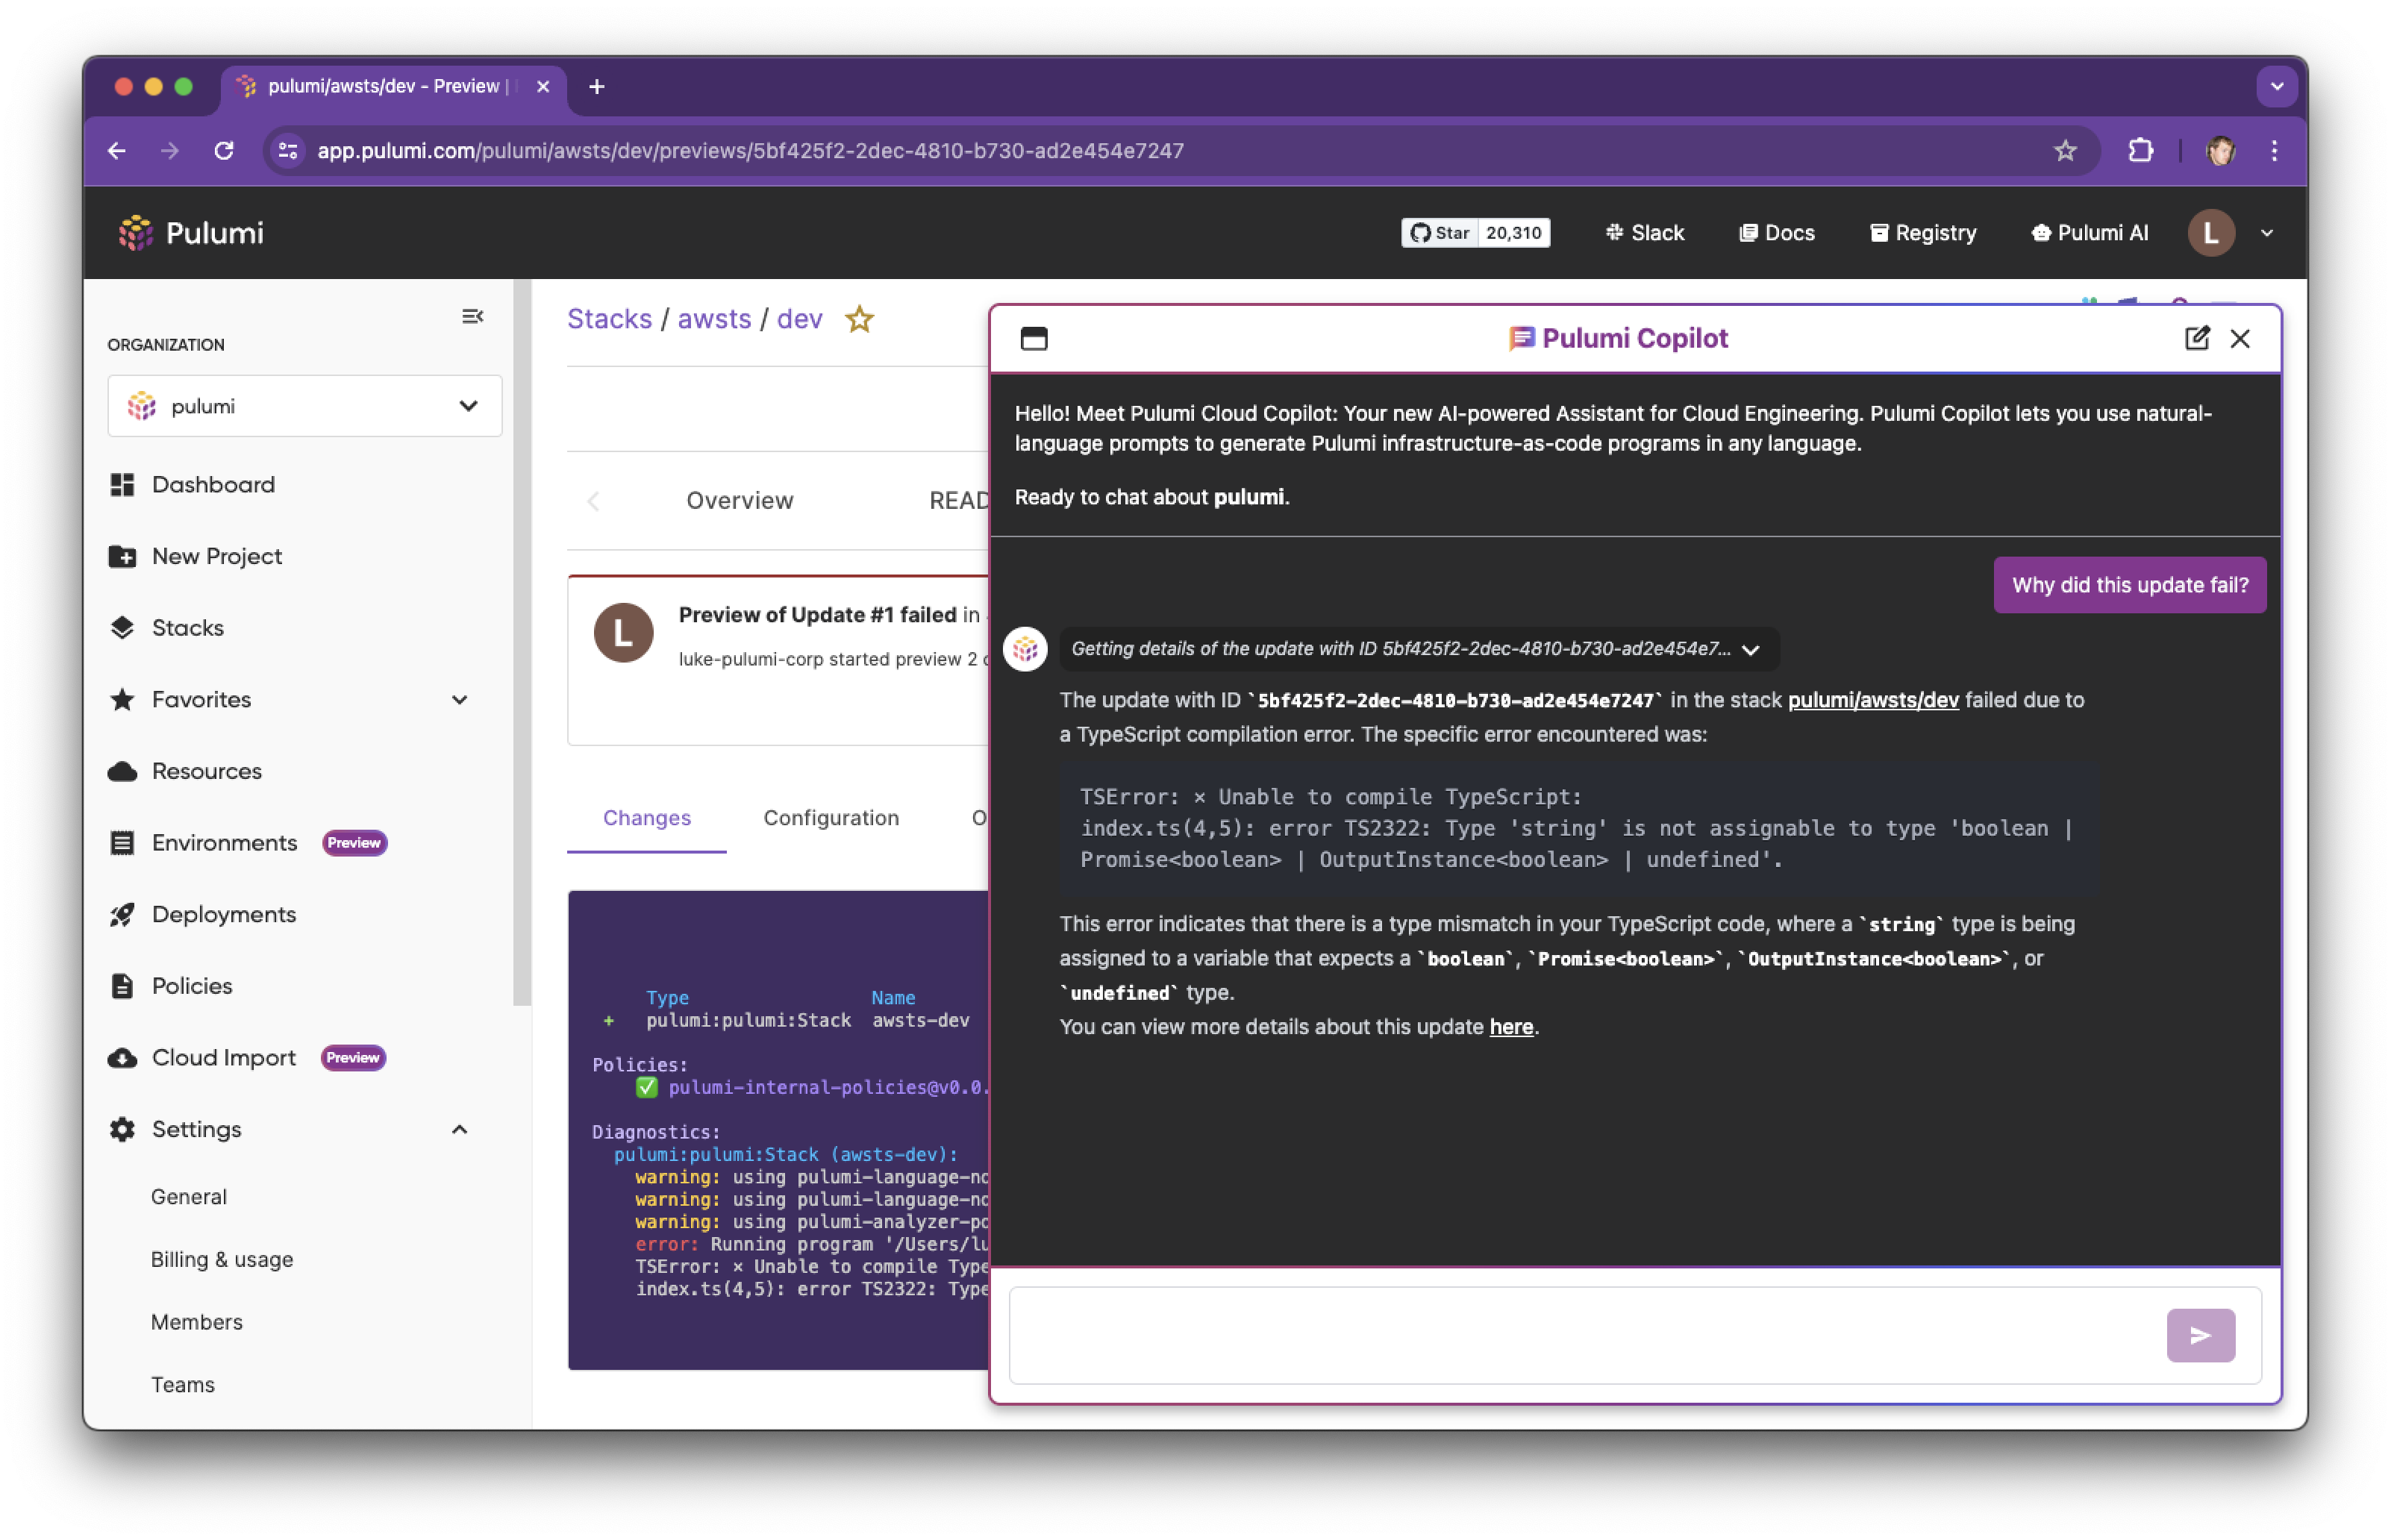 pulumi/awsts/dev - Preview |
app.pulumi.com/pulumi/awsts/dev/previews/5bf425f2-2dec-4810-b730-ad2e454e7247
Pulumi
Star 20,310
Slack
Docs
Registry
Pulumi AI
L
ORGANIZATION
pulumi
Dashboard
New Project
Stacks
Favorites
Resources
Environments Preview
Deployments
Policies
Cloud Import Preview
Settings
General
Billing & usage
Members
Teams
Stacks / awsts / dev
Overview
READ
L
Preview of Update #1 failed in
luke-pulumi-corp started preview 2
Changes
Configuration
O
Type Name
+ pulumi:pulumi:Stack awsts-dev
Policies:
✅ pulumi-internal-policies@v0.0.
Diagnostics:
pulumi:pulumi:Stack (awsts-dev):
warning: using pulumi-language-no
warning: using pulumi-language-no
warning: using pulumi-analyzer-po
error: Running program '/Users/lu
TSError: ⨯ Unable to compile Type
index.ts(4,5): error TS2322: Type
Pulumi Copilot
Hello! Meet Pulumi Cloud Copilot: Your new AI-powered Assistant for Cloud Engineering. Pulumi Copilot lets you use natural-
language prompts to generate Pulumi infrastructure-as-code programs in any language.
Ready to chat about pulumi.
Why did this update fail?
Getting details of the update with ID 5bf425f2-2dec-4810-b730-ad2e454e7...
The update with ID `5bf425f2-2dec-4810-b730-ad2e454e7247` in the stack pulumi/awsts/dev failed due to
a TypeScript compilation error. The specific error encountered was:
TSError: ⨯ Unable to compile TypeScript:
index.ts(4,5): error TS2322: Type 'string' is not assignable to type 'boolean |
Promise<boolean> | OutputInstance<boolean> | undefined'.
This error indicates that there is a type mismatch in your TypeScript code, where a `string` type is being
assigned to a variable that expects a `boolean`, `Promise<boolean>`, `OutputInstance<boolean>`, or
`undefined` type.
You can view more details about this update here.